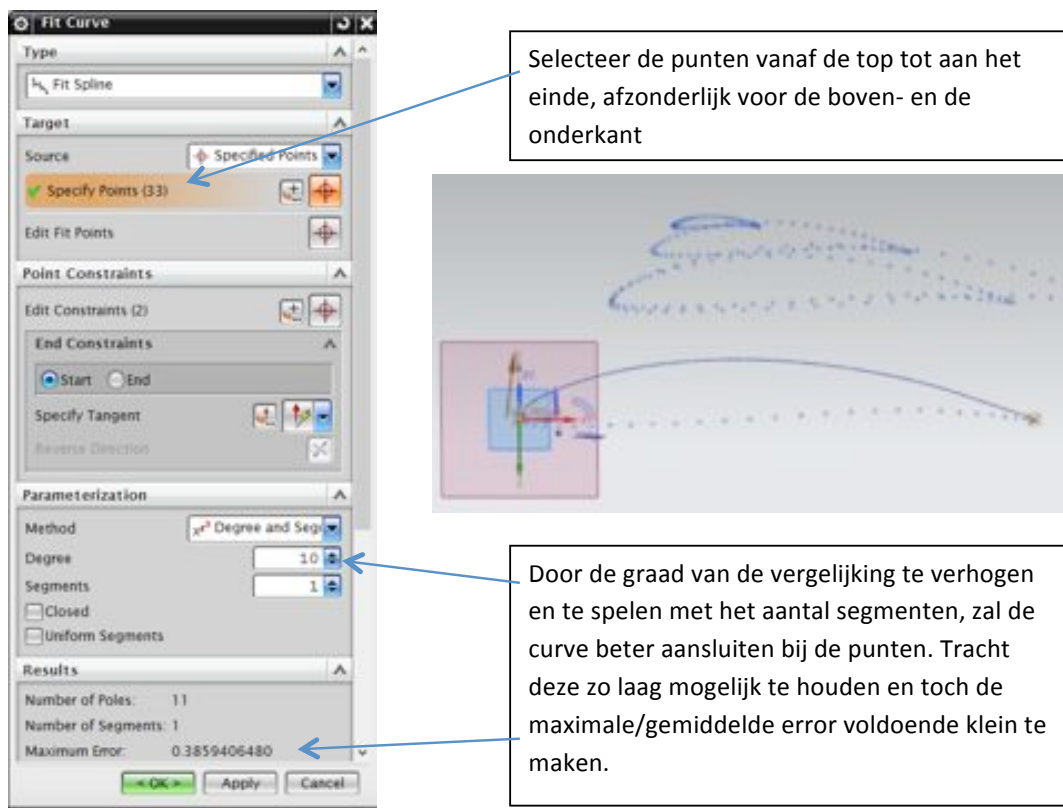 Fit Curve
Type
Fit Spline
Target
Source Specified Points
Specify Points (33)
Edit Fit Points
Point Constraints
Edit Constraints (2)
End Constraints
Start End
Specify Tangent
Reverse Direction
Parameterization
Method Degree and Seg
Degree 10
Segments 1
Closed
Uniform Segments
Results
Number of Poles: 11
Number of Segments: 1
Maximum Error: 0.3859406480
< OK > Apply Cancel
Selecteer de punten vanaf de top tot aan het
einde, afzonderlijk voor de boven- en de
onderkant
Door de graad van de vergelijking te verhogen
en te spelen met het aantal segmenten, zal de
curve beter aansluiten bij de punten. Tracht
deze zo laag mogelijk te houden en toch de
maximale/gemiddelde error voldoende klein te
maken.